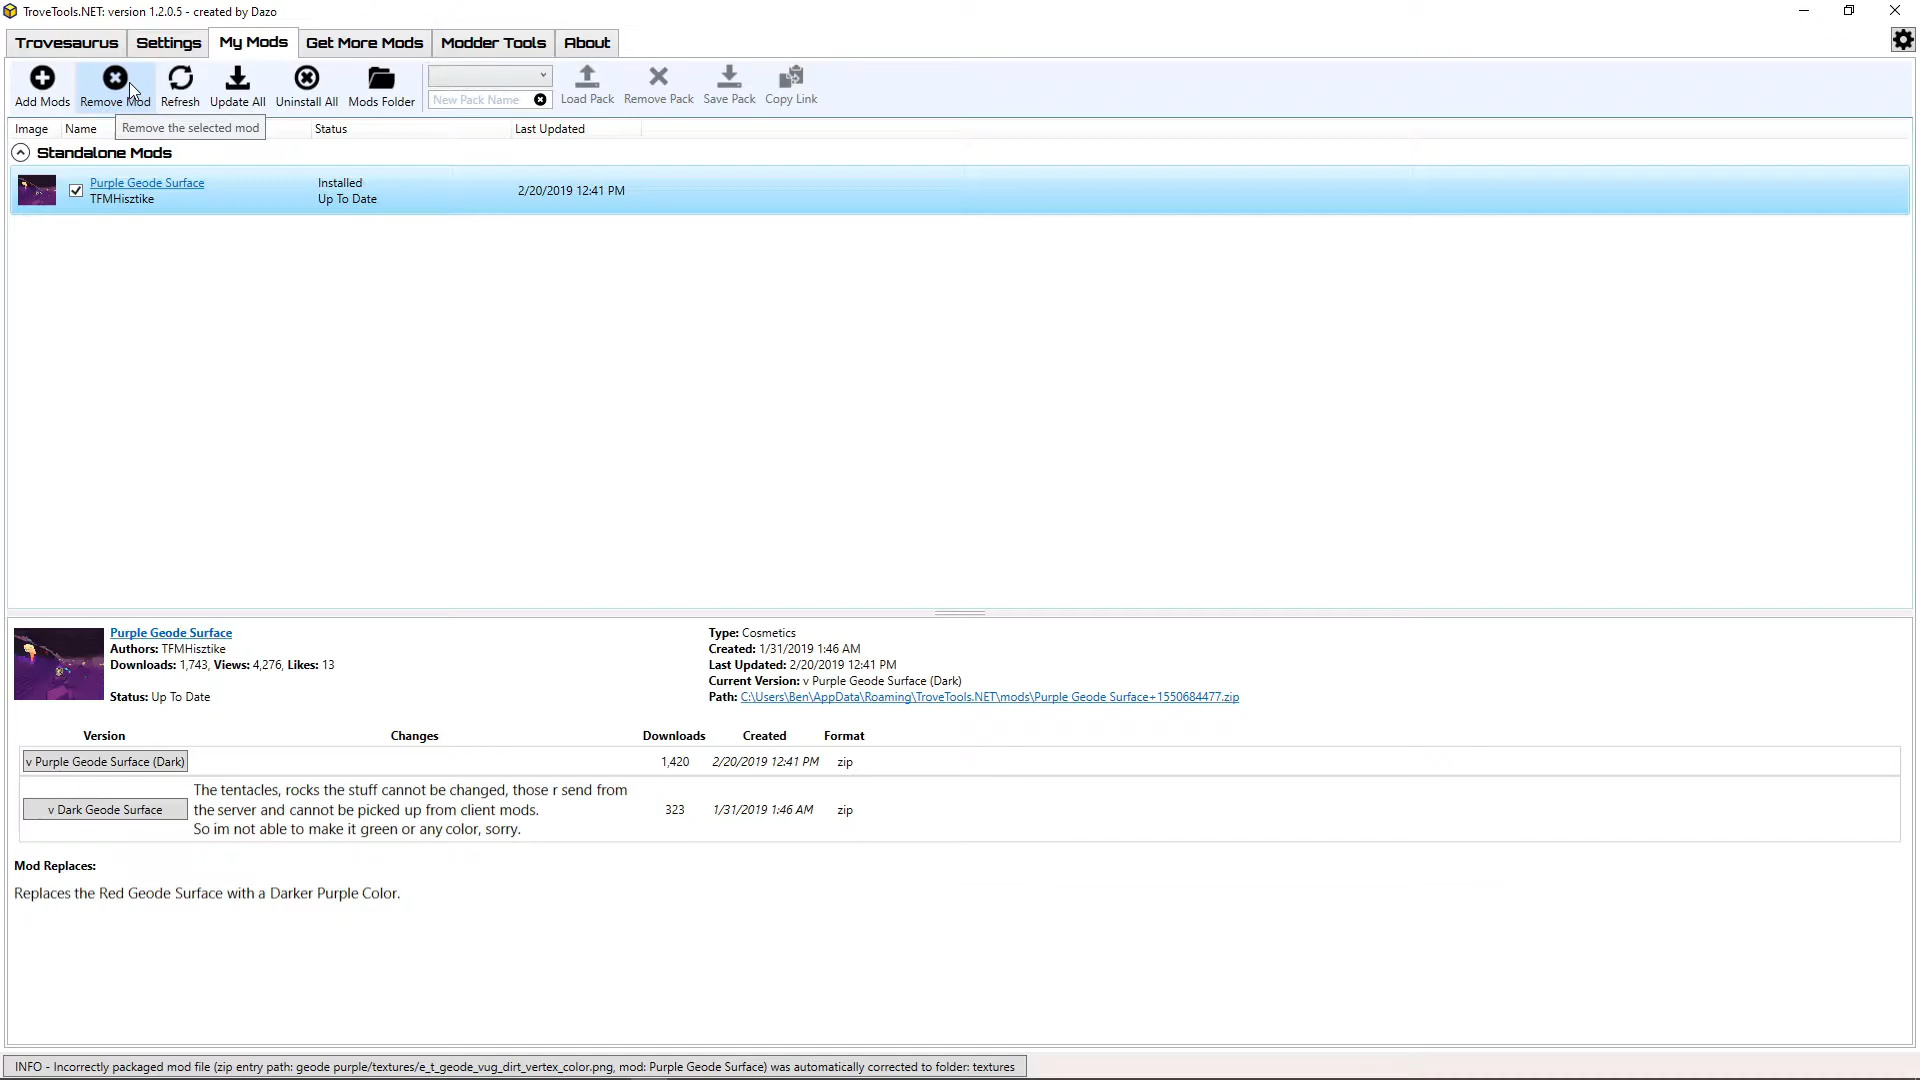 TroveTools.NET: version 1.2.0.5 - created by Dazo
Trovesaurus Settings My Mods Get More Mods Modder Tools About
Add Mods Remove Mod Refresh Update All Uninstall All Mods Folder New Pack Name Load Pack Remove Pack Save Pack Copy Link
Remove the selected mod
Image Name Status Last Updated
Standalone Mods
Purple Geode Surface Installed
TFMHisztike Up To Date
2/20/2019 12:41 PM
Purple Geode Surface
Authors: TFMHisztike
Downloads: 1,743, Views: 4,276, Likes: 13
Status: Up To Date
Type: Cosmetics
Created: 1/31/2019 1:46 AM
Last Updated: 2/20/2019 12:41 PM
Current Version: v Purple Geode Surface (Dark)
Path: C:\Users\Ben\AppData\Roaming\TroveTools.NET\mods\Purple Geode Surface+1550684477.zip
Version Changes Downloads Created Format
v Purple Geode Surface (Dark) 1,420 2/20/2019 12:41 PM zip
v Dark Geode Surface
The tentacles, rocks the stuff cannot be changed, those r send from
the server and cannot be picked up from client mods.
So im not able to make it green or any color, sorry.
323 1/31/2019 1:46 AM zip
Mod Replaces:
Replaces the Red Geode Surface with a Darker Purple Color.
INFO - Incorrectly packaged mod file (zip entry path: geode purple/textures/e_t_geode_vug_dirt_vertex_color.png, mod: Purple Geode Surface) was automatically corrected to folder: textures